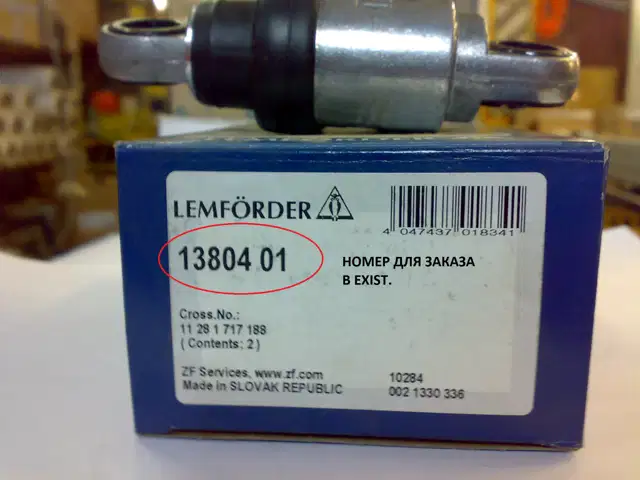 LEMFÖRDER
4 047437 018341
13804 01
НОМЕР ДЛЯ ЗАКАЗА
В EXIST.
Cross.No.:
11 28 1 717 188
( Contents: 2 )
ZF Services, www.zf.com
Made in SLOVAK REPUBLIC
10284
002 1330 336